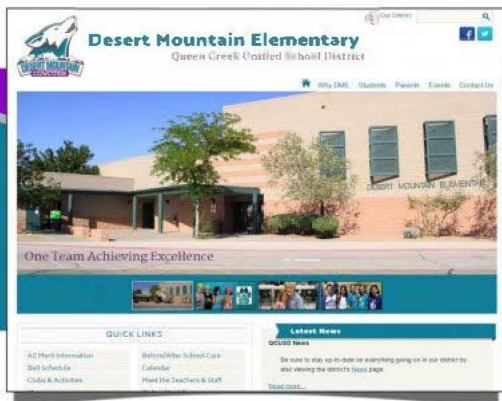 Our District
Desert Mountain Elementary
Queen Creek Unified School District
DESERT MOUNTAIN
COYOTES
Why DME Students Parents Events Contact Us
DESERT MOUNTAIN ELEMENTARY
One Team Achieving Excellence
QUICK LINKS
AZ Merit Information
Bell Schedule
Clubs & Activities
Before/After School Care
Calendar
Meet the Teachers & Staff
Latest News
QCUSD News
Be sure to stay up-to-date on everything going on in our district by
also viewing the district's News page.
Read more...